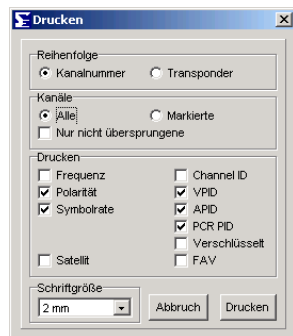 Drucken
Reihenfolge
Kanalnummer Transponder
Kanäle
Alle Markierte
Nur nicht übersprungene
Drucken
Frequenz Channel ID
Polarität VPID
Symbolrate APID
PCR PID
Verschlüsselt
Satellit FAV
Schriftgröße
2 mm Abbruch Drucken